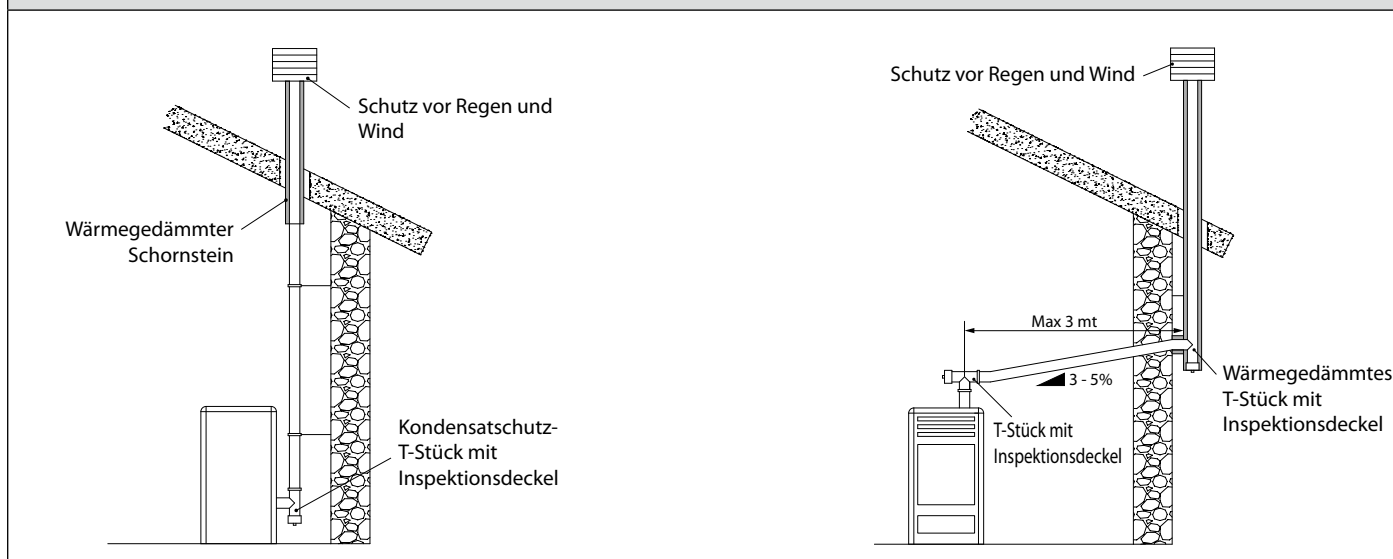 Schutz vor Regen und
Wind
Wärmegedämmter
Schornstein
Kondensatschutz-
T-Stück mit
Inspektionsdeckel
Schutz vor Regen und Wind
Max 3 mt
3 - 5%
T-Stück mit
Inspektionsdeckel
Wärmegedämmtes
T-Stück mit
Inspektionsdeckel